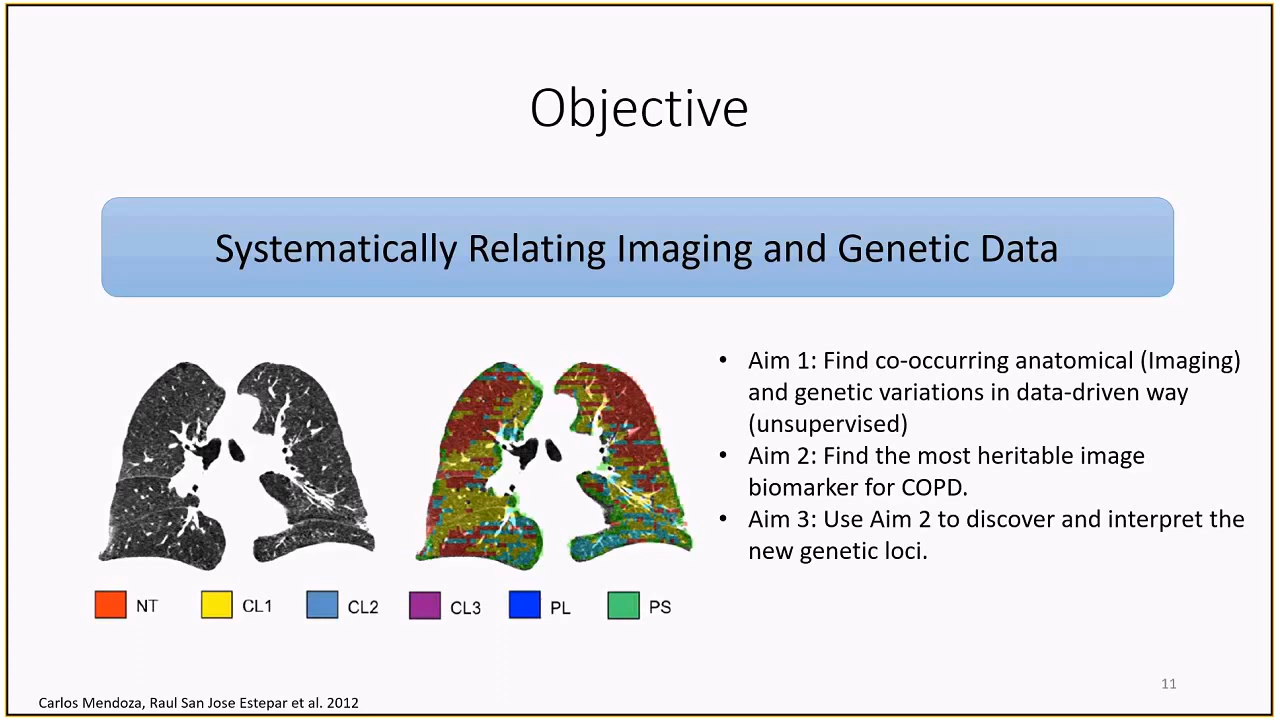 Objective
Systematically Relating Imaging and Genetic Data
• Aim 1: Find co-occurring anatomical (Imaging)
and genetic variations in data-driven way
(unsupervised)
• Aim 2: Find the most heritable image
biomarker for COPD.
• Aim 3: Use Aim 2 to discover and interpret the
new genetic loci.
NT CL1 CL2 CL3 PL PS
11
Carlos Mendoza, Raul San Jose Estepar et al. 2012